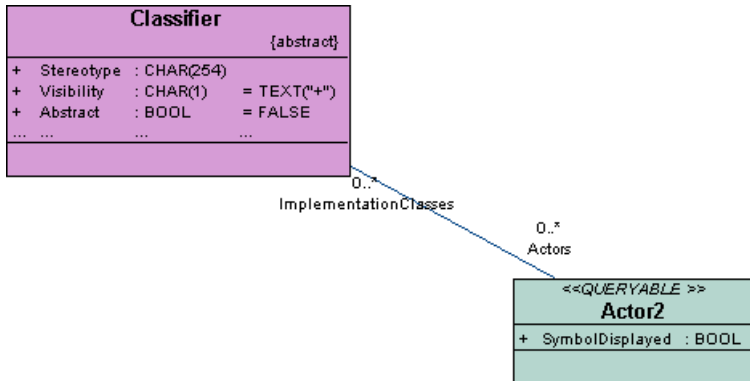 Classifier
{abstract}
+ Stereotype : CHAR(254)
+ Visibility : CHAR(1) = TEXT("+")
+ Abstract : BOOL = FALSE
... ... ... ...
0..*
ImplementationClasses
0..*
Actors
<<QUERYABLE >>
Actor2
+ SymbolDisplayed : BOOL